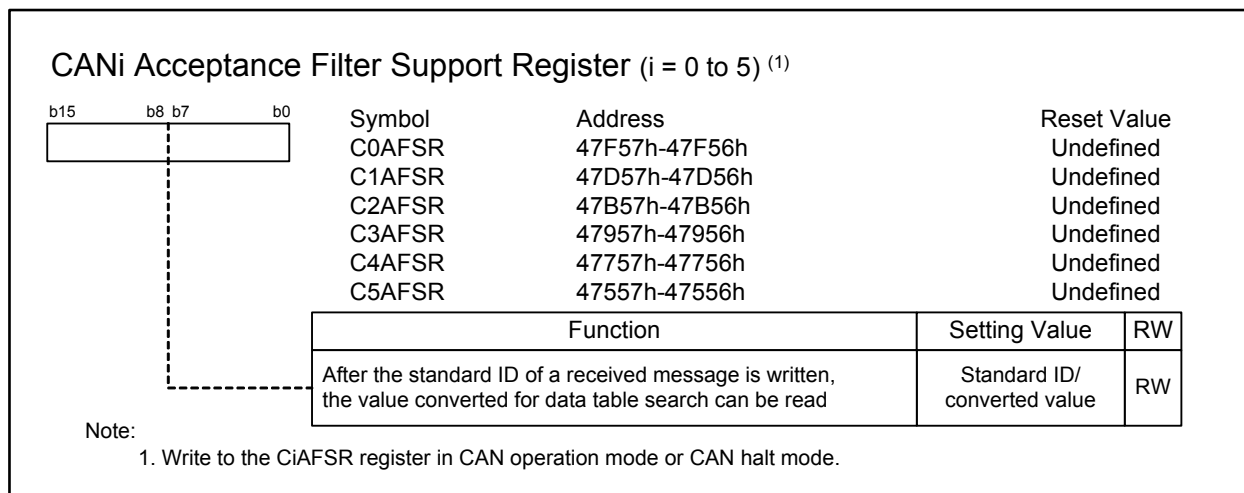 CANi Acceptance Filter Support Register (i = 0 to 5) (1)
b15 b8 b7 b0
Symbol Address Reset Value
C0AFSR 47F57h-47F56h Undefined
C1AFSR 47D57h-47D56h Undefined
C2AFSR 47B57h-47B56h Undefined
C3AFSR 47957h-47956h Undefined
C4AFSR 47757h-47756h Undefined
C5AFSR 47557h-47556h Undefined
Function Setting Value RW
After the standard ID of a received message is written, Standard ID/
the value converted for data table search can be read converted value RW
Note:
1. Write to the CiAFSR register in CAN operation mode or CAN halt mode.